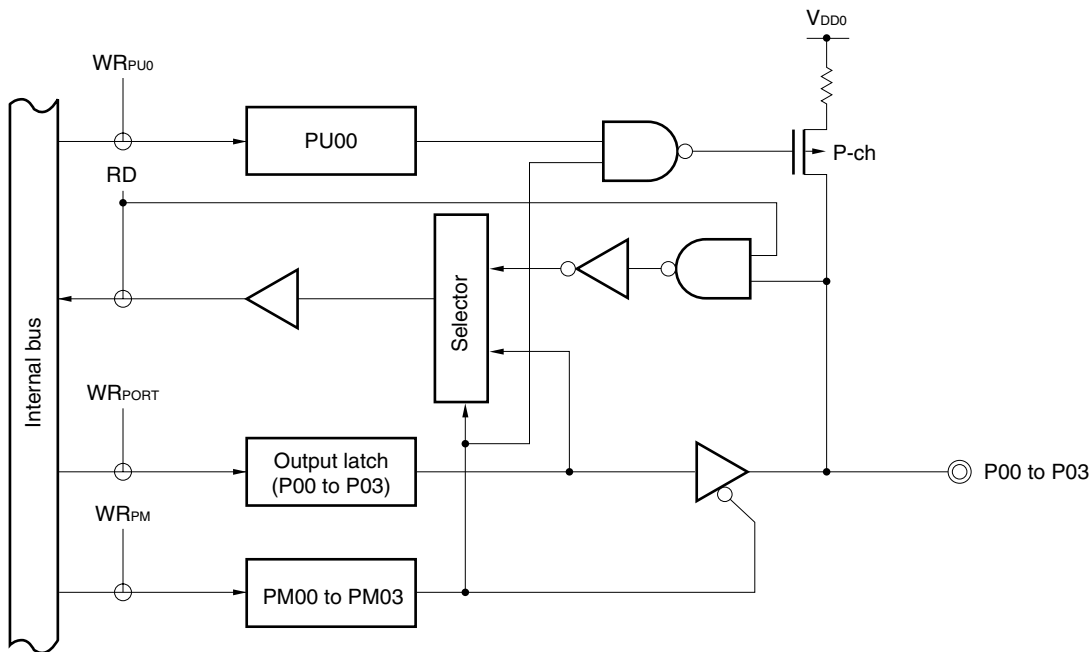 VDD0
WRPU0
PU00
P-ch
RD
Selector
Internal bus
WRPORT
Output latch
(P00 to P03)
P00 to P03
WRPM
PM00 to PM03